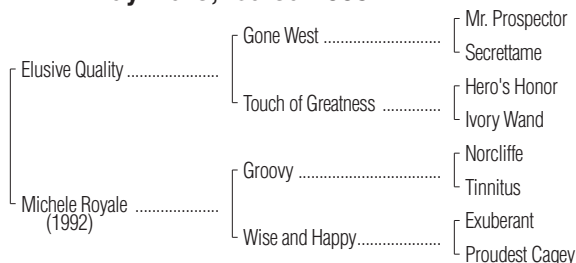 Mr. Prospector
Gone West
Secrettame
Elusive Quality
Hero's Honor
Touch of Greatness
Ivory Wand
Norcliffe
Groovy
Tinnitus
Michele Royale
(1992)
Exuberant
Wise and Happy
Proudest Cagey